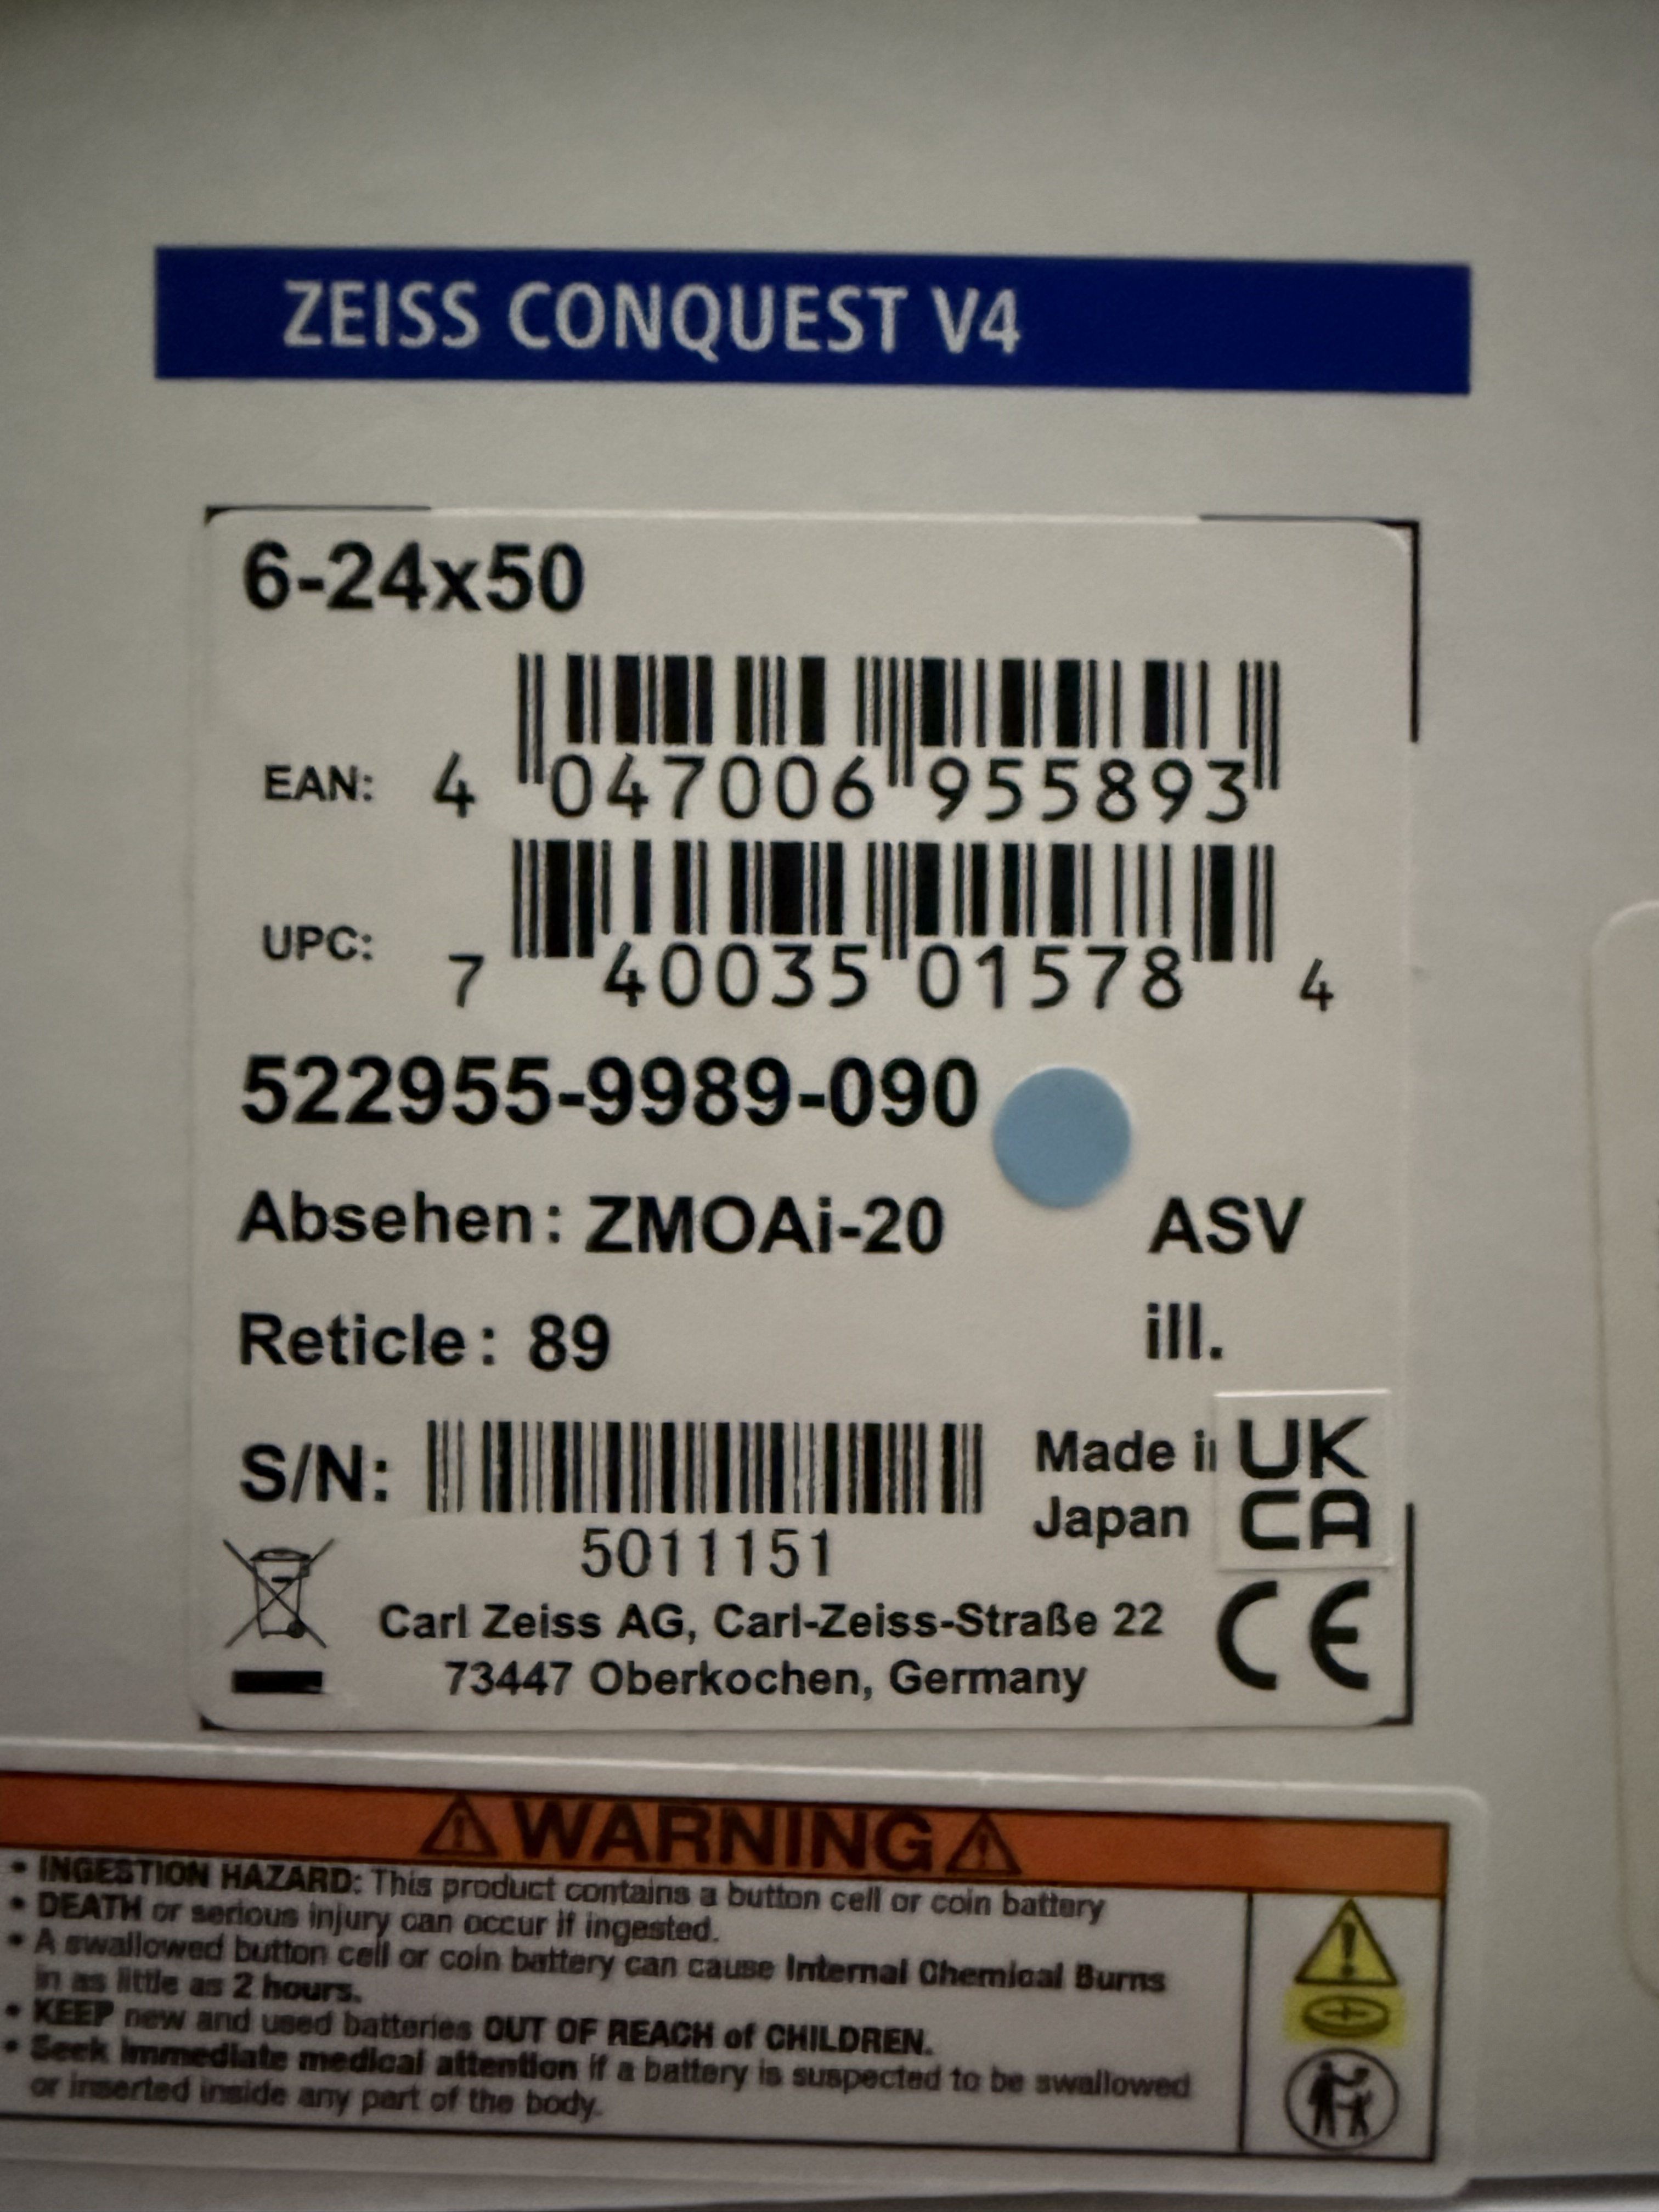 ZEISS CONQUEST V4
6-24x50
EAN: 4 047006 955893
UPC: 7 40035 01578 4
522955-9989-090
Absehen: ZMOAi-20 ASV
Reticle: 89 ill.
S/N: Made i UK
Japan CA
5011151
Carl Zeiss AG, Carl-Zeiss-Straße 22 CE
73447 Oberkochen, Germany
WARNING
• INGESTION HAZARD: This product contains a button cell or coin battery
• DEATH or serious injury can occur if ingested.
• A swallowed button cell or coin battery can cause Internal Chemical Burns
in as little as 2 hours.
• KEEP new and used batteries OUT OF REACH of CHILDREN.
• Seek immediate medical attention if a battery is suspected to be swallowed
or inserted inside any part of the body.